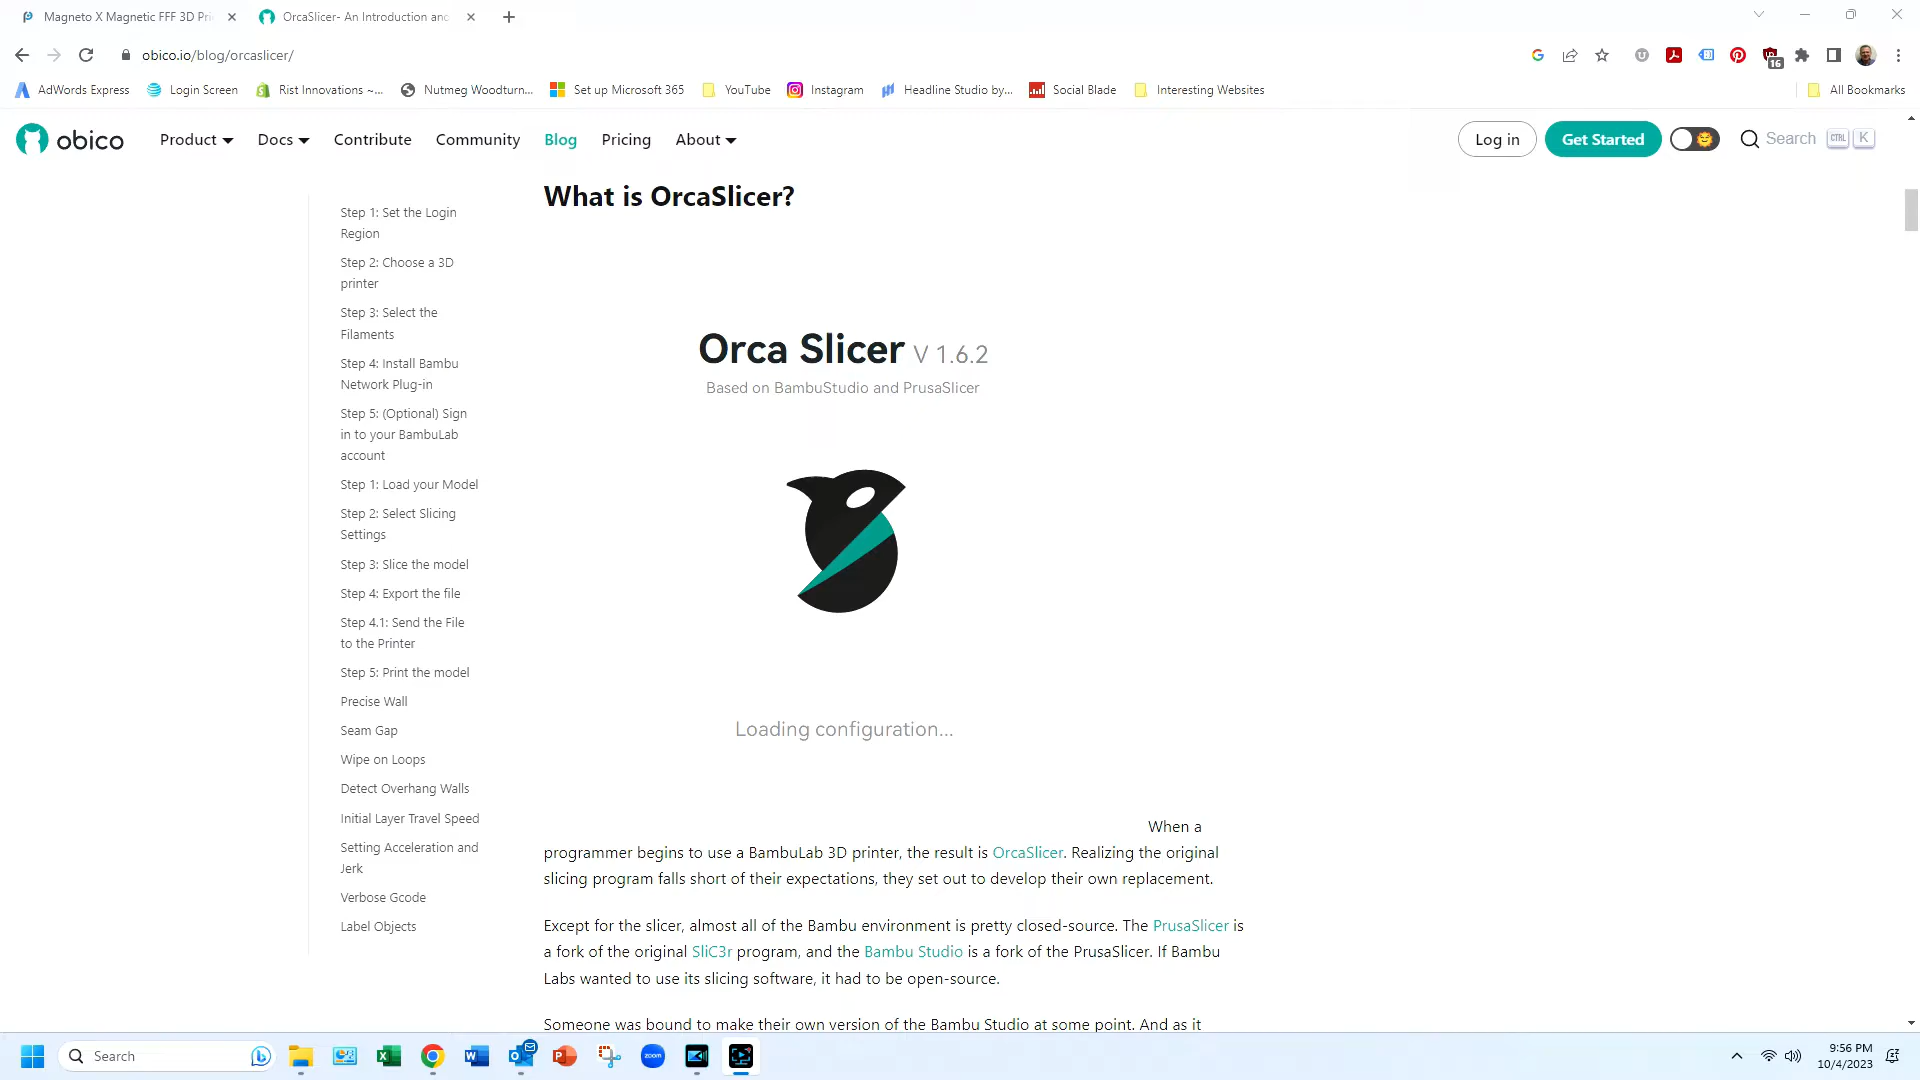 Magneto X Magnetic FFF 3D Pri
OrcaSlicer- An Introduction and
obico.io/blog/orcaslicer/
16
AdWords Express
Login Screen
Rist Innovations ~...
Nutmeg Woodturn...
Set up Microsoft 365
YouTube
Instagram
Headline Studio by...
Social Blade
Interesting Websites
All Bookmarks
obico
Product
Docs
Contribute
Community
Blog
Pricing
About
Log in
Get Started
Search
CTRL K
Step 1: Set the Login
Region
Step 2: Choose a 3D
printer
Step 3: Select the
Filaments
Step 4: Install Bambu
Network Plug-in
Step 5: (Optional) Sign
in to your BambuLab
account
Step 1: Load your Model
Step 2: Select Slicing
Settings
Step 3: Slice the model
Step 4: Export the file
Step 4.1: Send the File
to the Printer
Step 5: Print the model
Precise Wall
Seam Gap
Wipe on Loops
Detect Overhang Walls
Initial Layer Travel Speed
Setting Acceleration and
Jerk
Verbose Gcode
Label Objects
What is OrcaSlicer?
Orca Slicer V 1.6.2
Based on BambuStudio and PrusaSlicer
Loading configuration...
When a
programmer begins to use a BambuLab 3D printer, the result is OrcaSlicer. Realizing the original
slicing program falls short of their expectations, they set out to develop their own replacement.
Except for the slicer, almost all of the Bambu environment is pretty closed-source. The PrusaSlicer is
a fork of the original SliC3r program, and the Bambu Studio is a fork of the PrusaSlicer. If Bambu
Labs wanted to use its slicing software, it had to be open-source.
Someone was bound to make their own version of the Bambu Studio at some point. And as it
Search
zoom
9:56 PM
10/4/2023